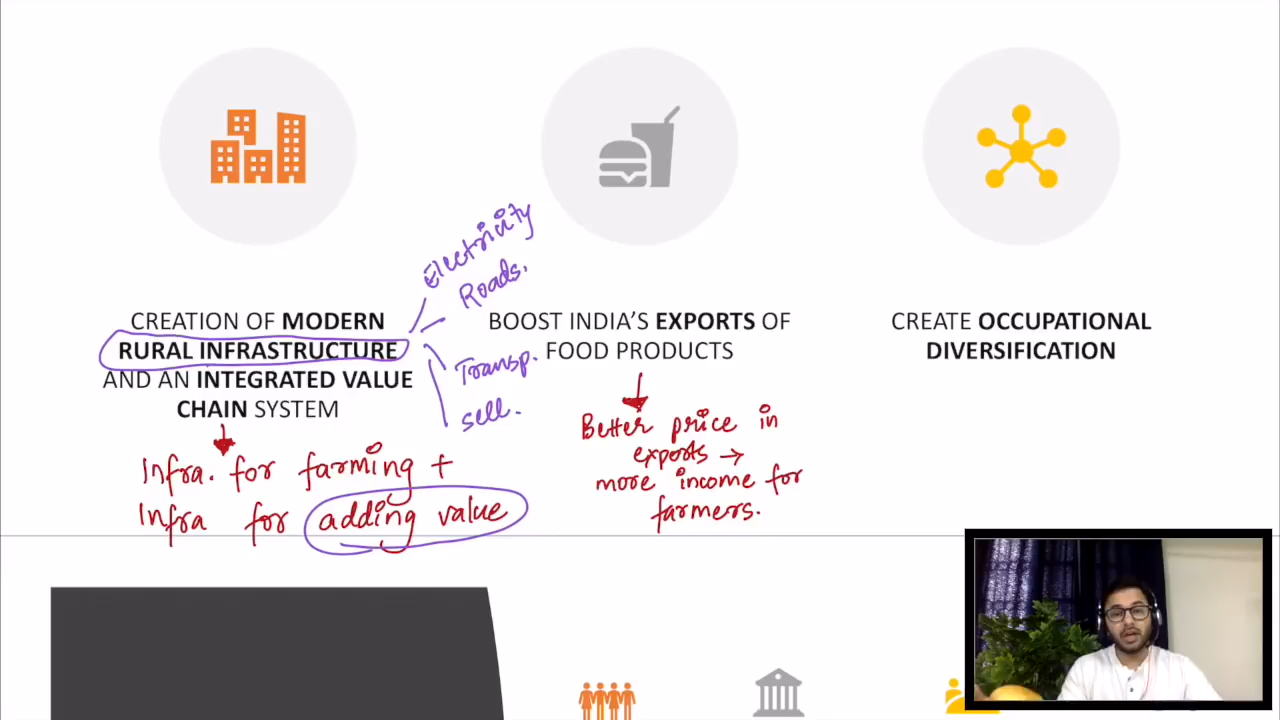 CREATION OF MODERN
RURAL INFRASTRUCTURE
AND AN INTEGRATED VALUE
CHAIN SYSTEM
Infra. for farming +
Infra for adding value
Electricity
Roads.
Transp.
sell.
BOOST INDIA'S EXPORTS OF
FOOD PRODUCTS
Better price in
exports →
more income for
farmers.
CREATE OCCUPATIONAL
DIVERSIFICATION